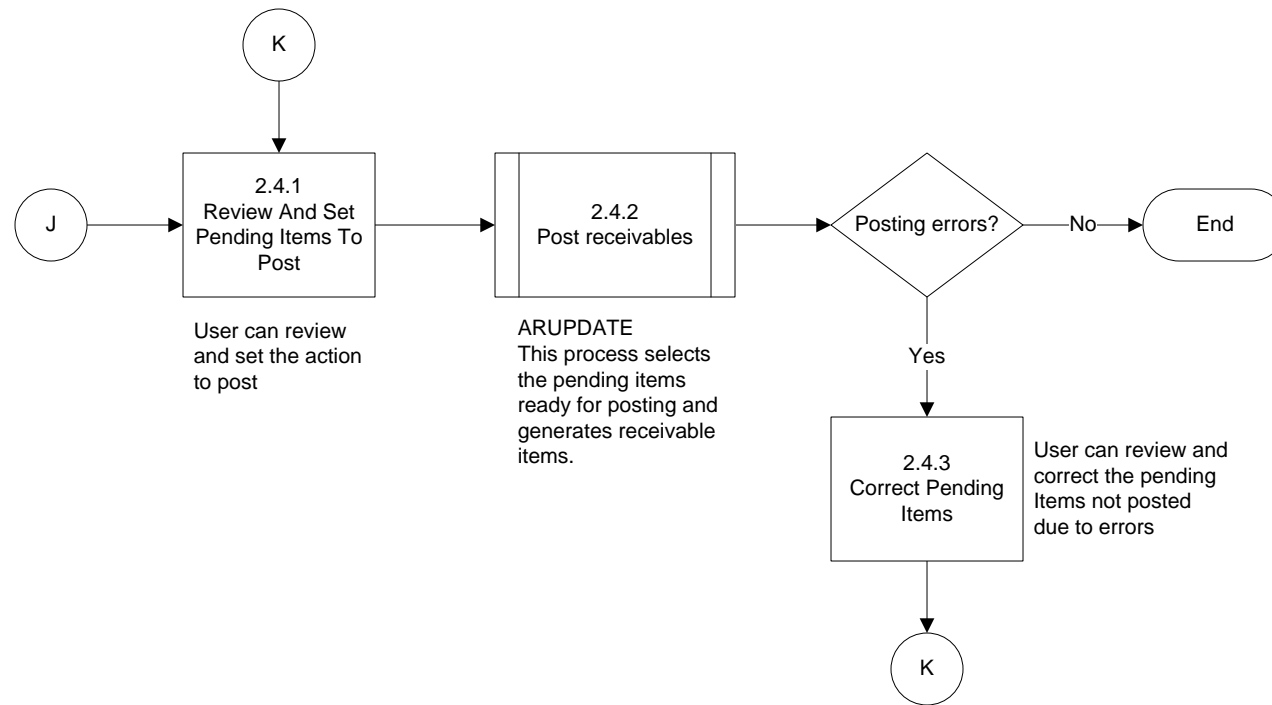 K
J
2.4.1
Review And Set
Pending Items To
Post
User can review
and set the action
to post
2.4.2
Post receivables
ARUPDATE
This process selects
the pending items
ready for posting and
generates receivable
items.
Posting errors?
No
End
Yes
2.4.3
Correct Pending
Items
User can review and
correct the pending
Items not posted
due to errors
K